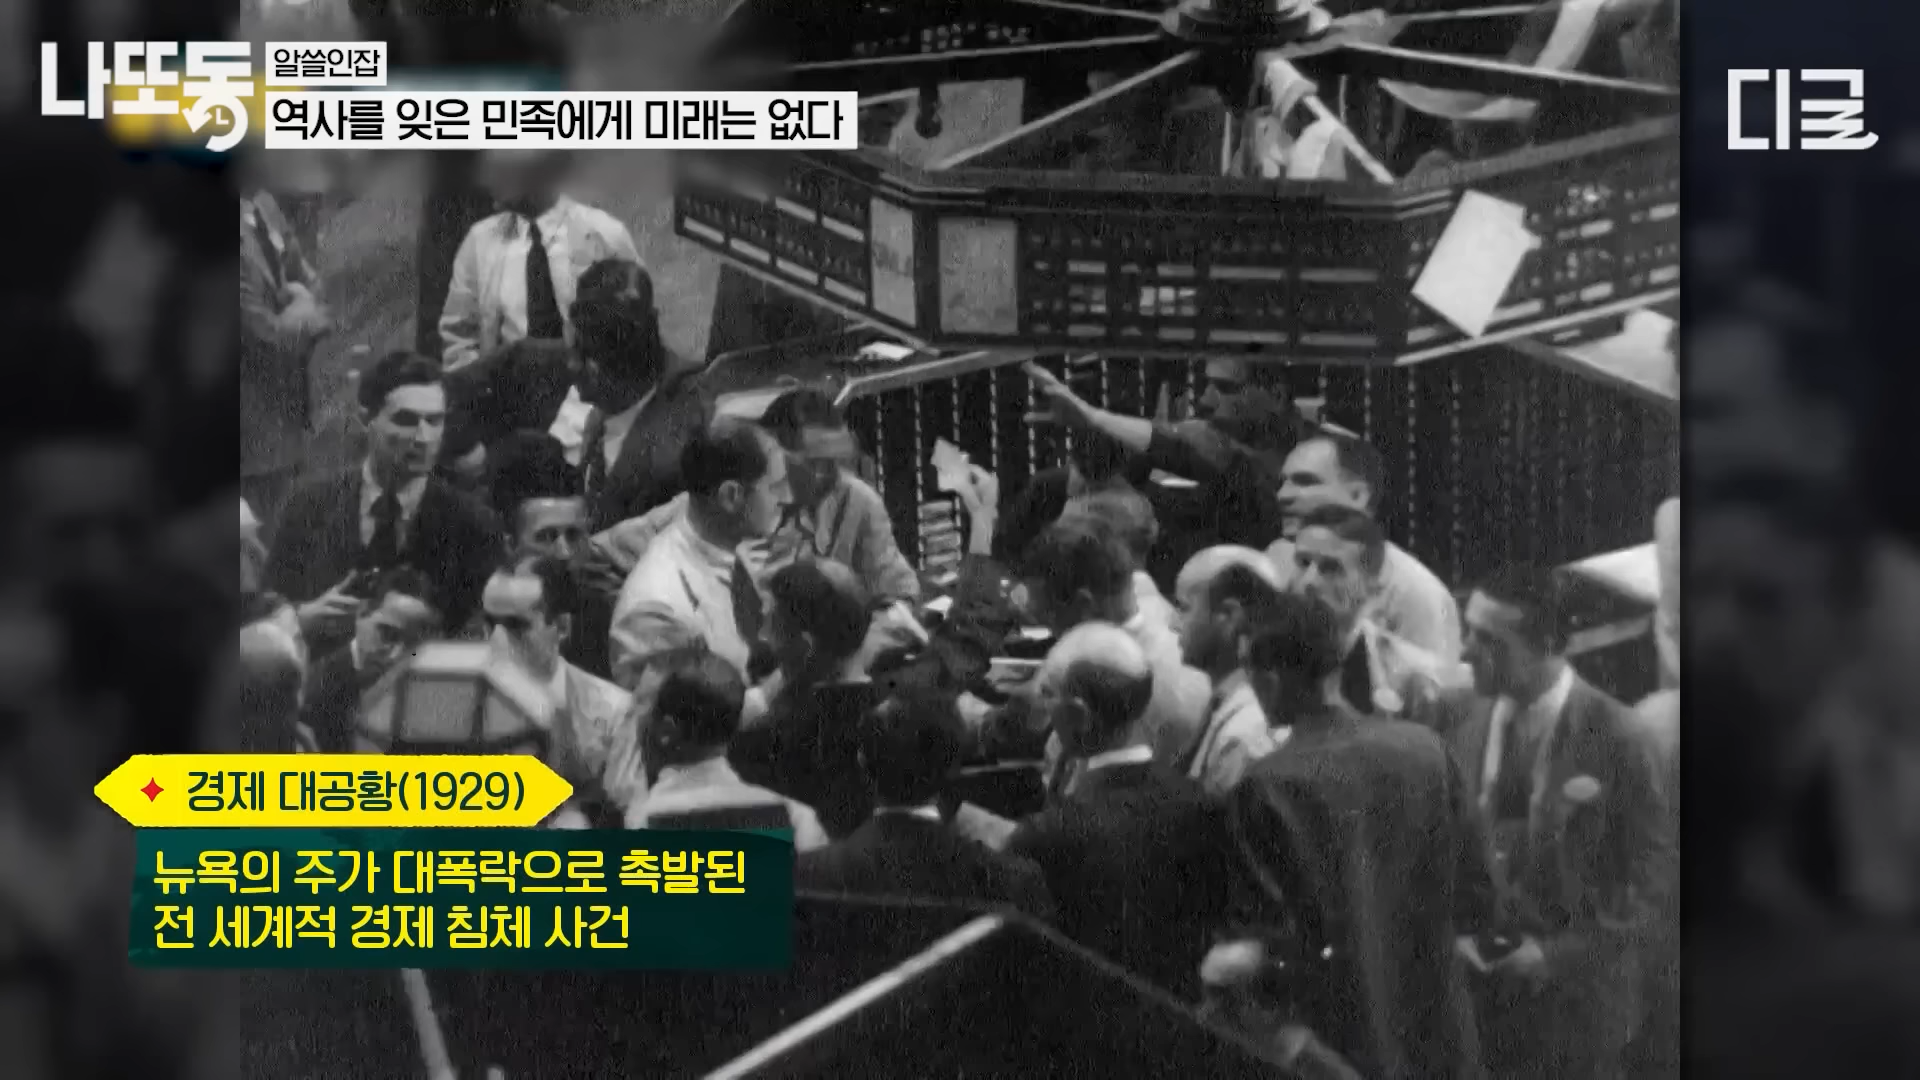 나또동
알쓸인잡
역사를 잊은 민족에게 미래는 없다
디글
경제 대공황(1929)
뉴욕의 주가 대폭락으로 촉발된
전 세계적 경제 침체 사건